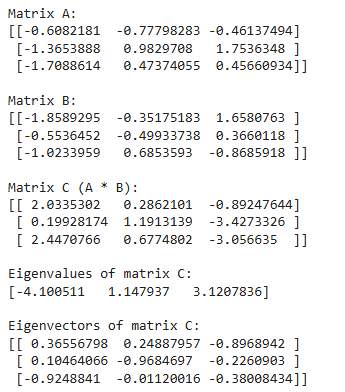 Matrix A:
[[-0.6082181  -0.77798283 -0.46137494]
 [-1.3653888   0.9829708   1.7536348 ]
 [-1.7088614   0.47374055  0.45660934]]

Matrix B:
[[-1.8589295  -0.35175183  1.6580763 ]
 [-0.5536452  -0.49933738  0.3660118 ]
 [-1.0233959   0.6853593  -0.8685918 ]]

Matrix C (A * B):
[[ 2.0335302   0.2862101  -0.89247644]
 [ 0.19928174  1.1913139  -3.4273326 ]
 [ 2.4470766   0.6774802  -3.056635  ]]

Eigenvalues of matrix C:
[-4.100511   1.147937   3.1207836]

Eigenvectors of matrix C:
[[ 0.36556798  0.24887957 -0.8968942 ]
 [ 0.10464066 -0.9684697  -0.2260903 ]
 [-0.9248841  -0.01120016 -0.38008434]]